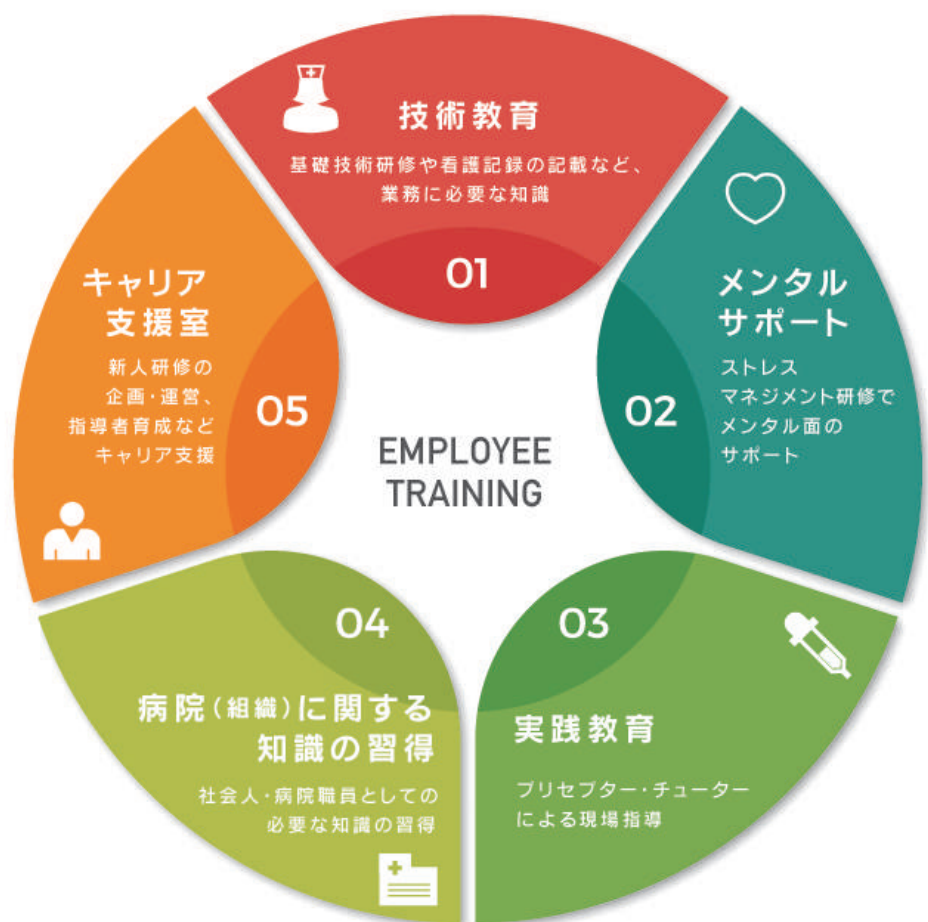 技術教育
基礎技術研修や看護記録の記載など、
業務に必要な知識
01
メンタル
サポート
ストレス
マネジメント研修で
メンタル面の
サポート
02
実践教育
プリセプター・チューター
による現場指導
03
病院(組織)に関する
知識の習得
社会人・病院職員としての
必要な知識の習得
04
キャリア
支援室
新人研修の
企画・運営、
指導者育成など
キャリア支援
05
EMPLOYEE
TRAINING